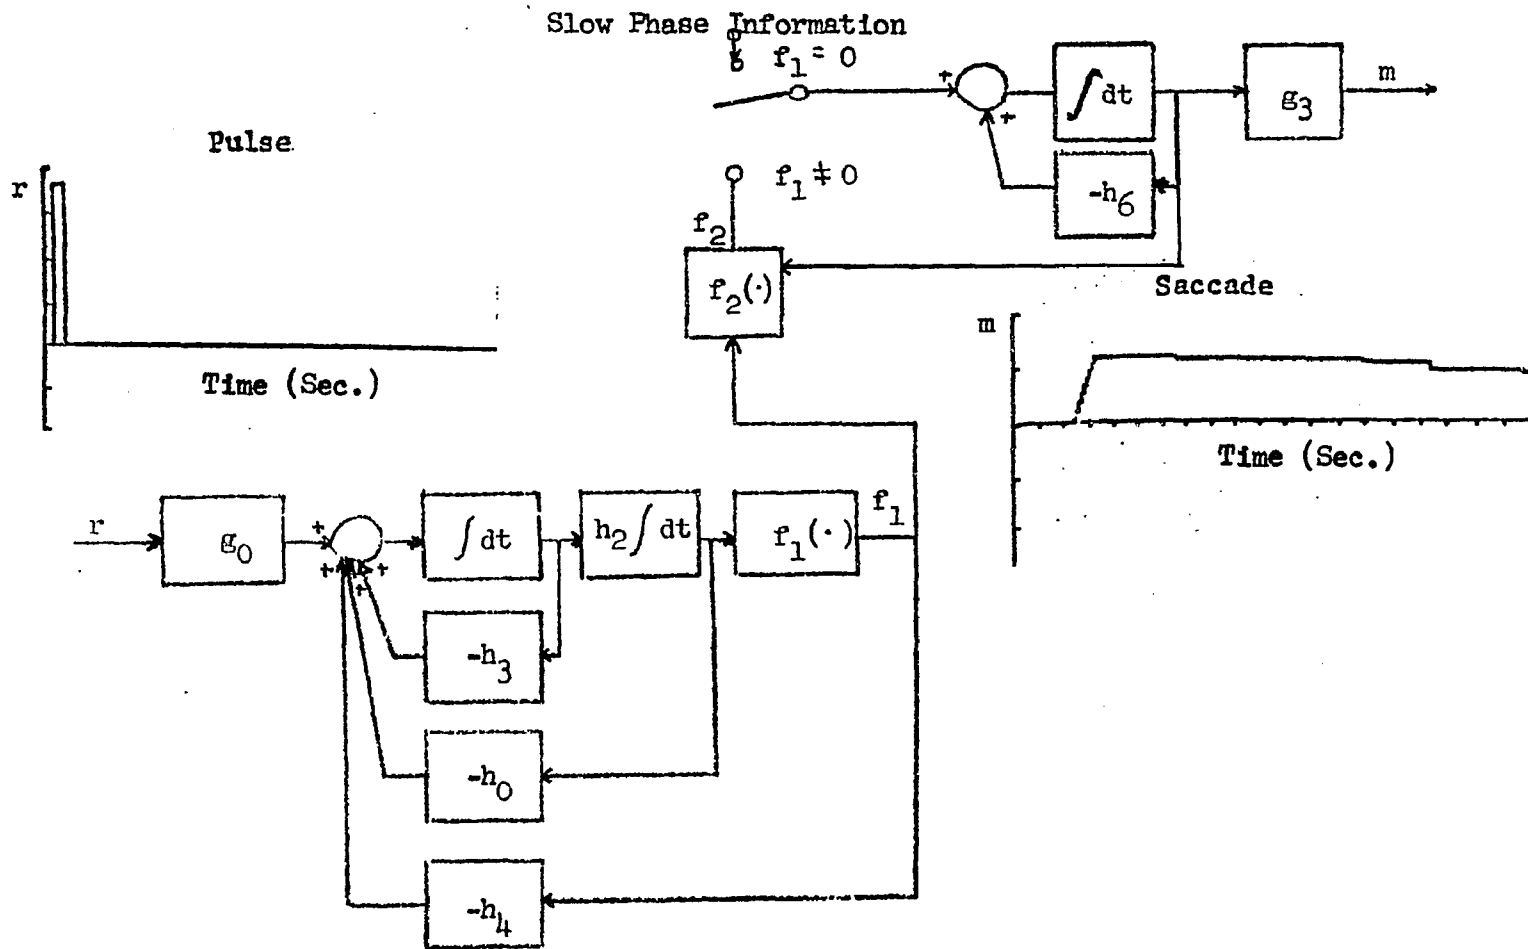 Slow Phase Information
f₁ = 0
+
+
∫dt
g₃
m
-h₆
Pulse
r
Time (Sec.)
f₁ ≠ 0
f₂
f₂(·)
Saccade
m
Time (Sec.)
r
g₀
+
+
+
+
∫dt
h₂∫dt
f₁(·)
f₁
-h₃
-h₀
-h₄